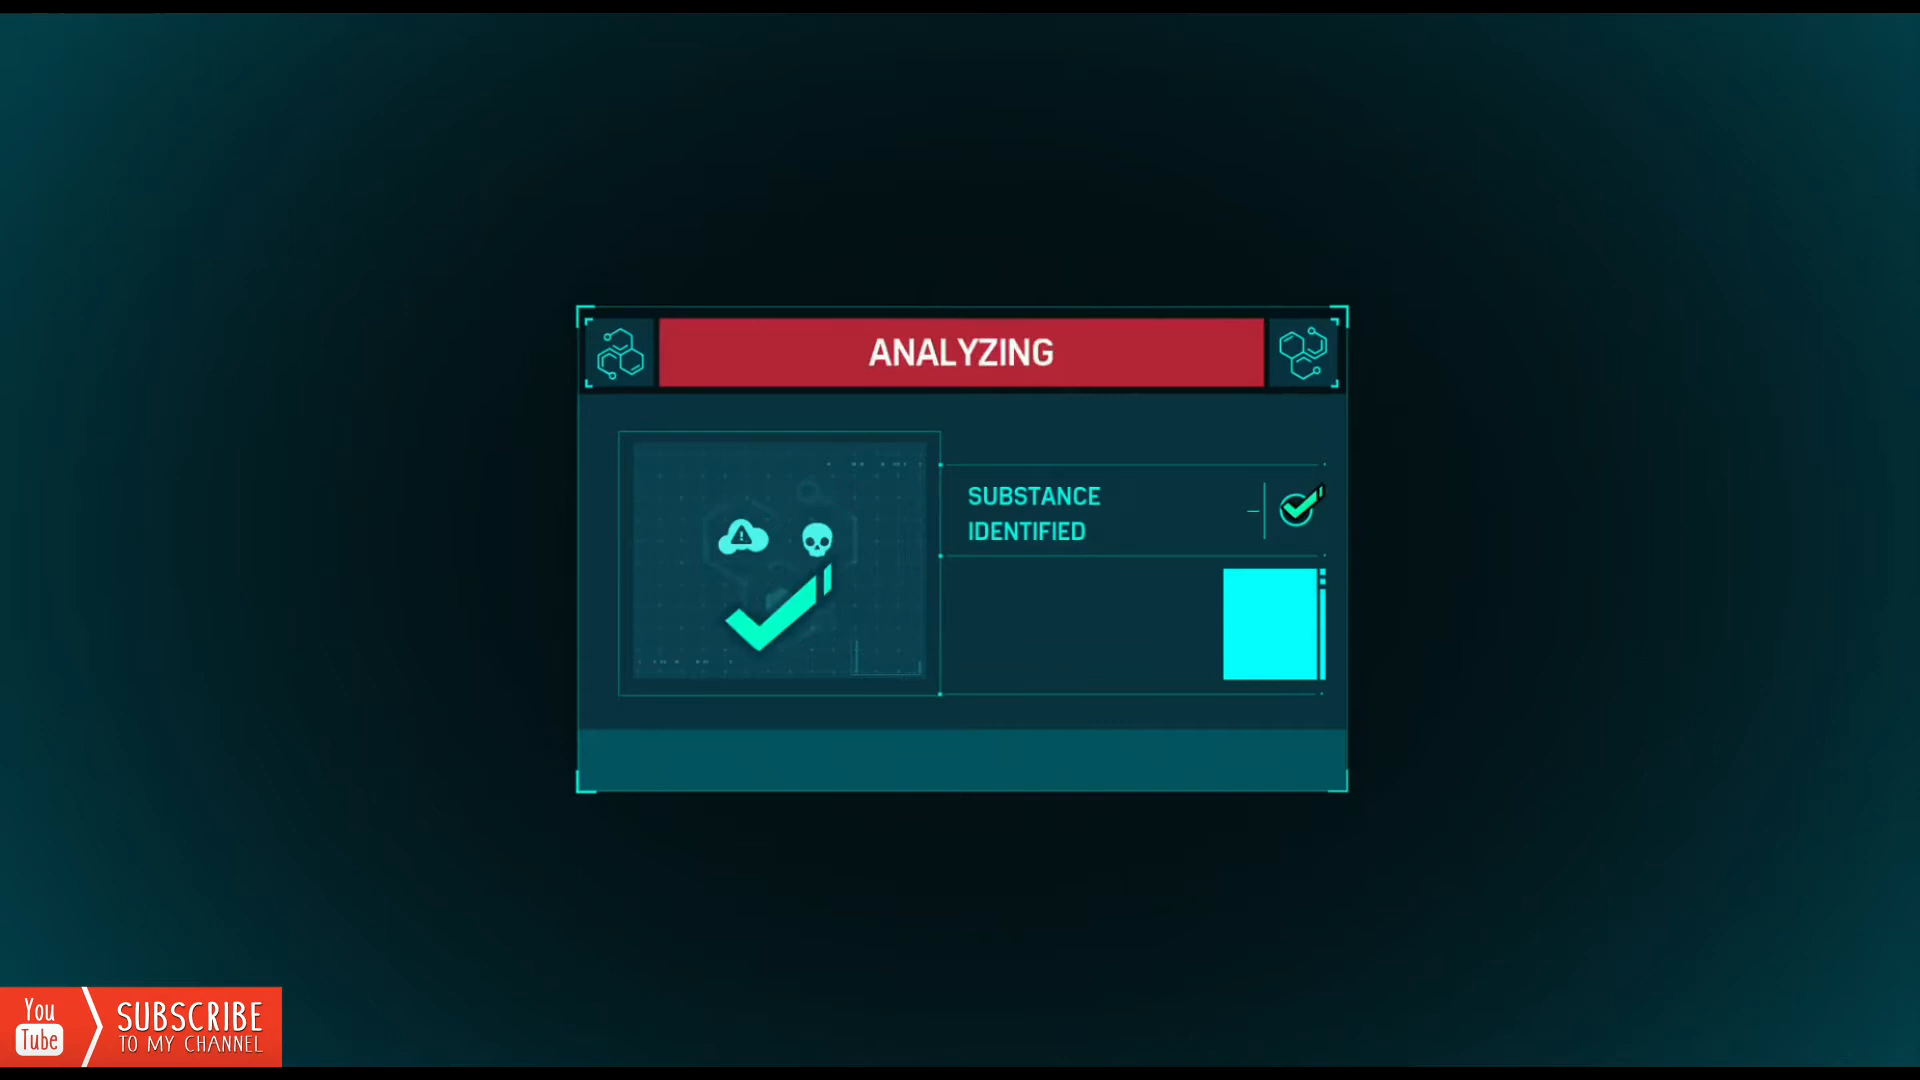 ANALYZING
SUBSTANCE
IDENTIFIED
You
Tube
SUBSCRIBE
TO MY CHANNEL